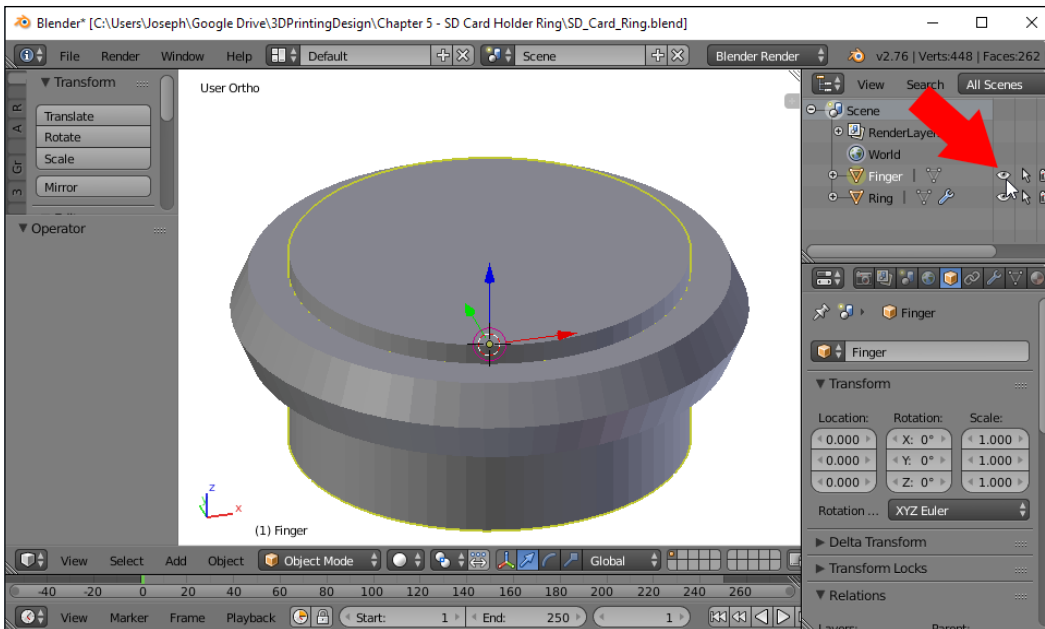 Blender* [C:\Users\Joseph\Google Drive\3DPrintingDesign\Chapter 5 - SD Card Holder Ring\SD_Card_Ring.blend]
File Render Window Help Default Scene Blender Render v2.76 | Verts:448 | Faces:262
Transform
Translate
Rotate
Scale
Mirror
Operator
R
A
Gr
3
User Ortho
z
x
(1) Finger
View Search All Scenes
Scene
RenderLaye
World
Finger |
Ring |
Finger
Finger
Transform
Location: Rotation: Scale:
0.000 X: 0° 1.000
0.000 Y: 0° 1.000
0.000 Z: 0° 1.000
Rotation ... XYZ Euler
Delta Transform
Transform Locks
Relations
Layers: Parent:
View Select Add Object Object Mode Global
-40 -20 0 20 40 60 80 100 120 140 160 180 200 220 240 260
View Marker Frame Playback Start: 1 End: 250 1